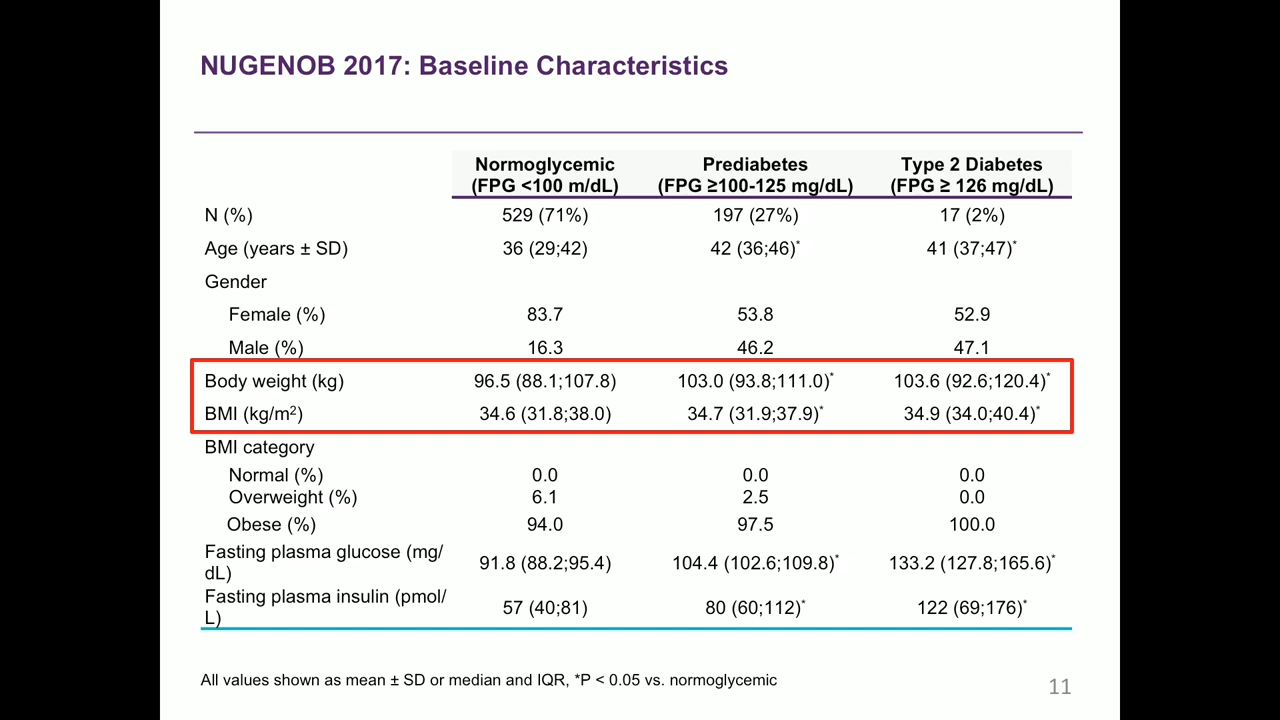 NUGENOB 2017: Baseline Characteristics
Normoglycemic Prediabetes Type 2 Diabetes
(FPG <100 m/dL) (FPG ≥100-125 mg/dL) (FPG ≥ 126 mg/dL)
N (%) 529 (71%) 197 (27%) 17 (2%)
Age (years ± SD) 36 (29;42) 42 (36;46)* 41 (37;47)*
Gender
Female (%) 83.7 53.8 52.9
Male (%) 16.3 46.2 47.1
Body weight (kg) 96.5 (88.1;107.8) 103.0 (93.8;111.0)* 103.6 (92.6;120.4)*
BMI (kg/m²) 34.6 (31.8;38.0) 34.7 (31.9;37.9)* 34.9 (34.0;40.4)*
BMI category
Normal (%) 0.0 0.0 0.0
Overweight (%) 6.1 2.5 0.0
Obese (%) 94.0 97.5 100.0
Fasting plasma glucose (mg/
dL) 91.8 (88.2;95.4) 104.4 (102.6;109.8)* 133.2 (127.8;165.6)*
Fasting plasma insulin (pmol/
L) 57 (40;81) 80 (60;112)* 122 (69;176)*
All values shown as mean ± SD or median and IQR, *P < 0.05 vs. normoglycemic
11